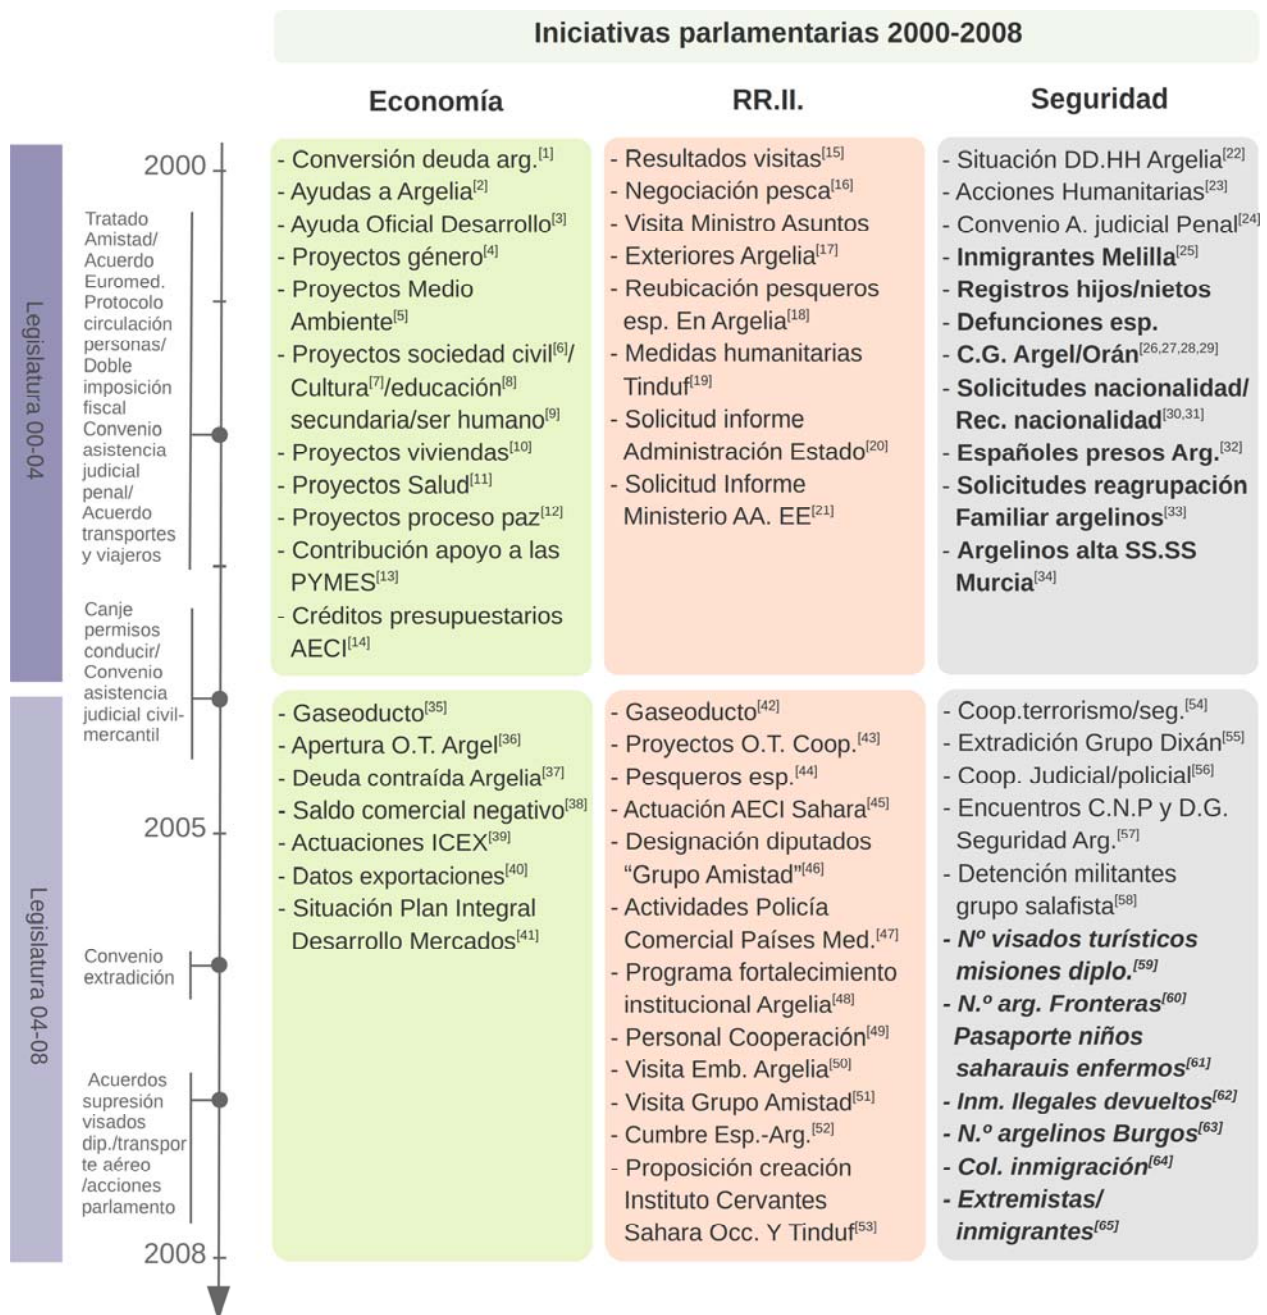 Iniciativas parlamentarias 2000-2008
Economía
RR.II.
Seguridad
Legislatura 00-04
2000
Tratado
Amistad/
Acuerdo
Euromed.
Protocolo
circulación
personas/
Doble
imposición
fiscal
Convenio
asistencia
judicial
penal/
Acuerdo
transportes
y viajeros
Canje
permisos
conducir/
Convenio
asistencia
judicial civil-
mercantil
- Conversión deuda arg.[1]
- Ayudas a Argelia[2]
- Ayuda Oficial Desarrollo[3]
- Proyectos género[4]
- Proyectos Medio
Ambiente[5]
- Proyectos sociedad civil[6]/
Cultura[7]/educación[8]
secundaria/ser humano[9]
- Proyectos viviendas[10]
- Proyectos Salud[11]
- Proyectos proceso paz[12]
- Contribución apoyo a las
PYMES[13]
- Créditos presupuestarios
AECI[14]
- Resultados visitas[15]
- Negociación pesca[16]
- Visita Ministro Asuntos
Exteriores Argelia[17]
- Reubicación pesqueros
esp. En Argelia[18]
- Medidas humanitarias
Tinduf[19]
- Solicitud informe
Administración Estado[20]
- Solicitud Informe
Ministerio AA. EE[21]
- Situación DD.HH Argelia[22]
- Acciones Humanitarias[23]
- Convenio A. judicial Penal[24]
- Inmigrantes Melilla[25]
- Registros hijos/nietos
- Defunciones esp.
- C.G. Argel/Orán[26,27,28,29]
- Solicitudes nacionalidad/
Rec. nacionalidad[30,31]
- Españoles presos Arg.[32]
- Solicitudes reagrupación
Familiar argelinos[33]
- Argelinos alta SS.SS
Murcia[34]
Legislatura 04-08
2005
Convenio
extradición
Acuerdos
supresión
visados
dip./transpor
te aéreo
/acciones
parlamento
2008
- Gaseoducto[35]
- Apertura O.T. Argel[36]
- Deuda contraída Argelia[37]
- Saldo comercial negativo[38]
- Actuaciones ICEX[39]
- Datos exportaciones[40]
- Situación Plan Integral
Desarrollo Mercados[41]
- Gaseoducto[42]
- Proyectos O.T. Coop.[43]
- Pesqueros esp.[44]
- Actuación AECI Sahara[45]
- Designación diputados
“Grupo Amistad”[46]
- Actividades Policía
Comercial Países Med.[47]
- Programa fortalecimiento
institucional Argelia[48]
- Personal Cooperación[49]
- Visita Emb. Argelia[50]
- Visita Grupo Amistad[51]
- Cumbre Esp.-Arg.[52]
- Proposición creación
Instituto Cervantes
Sahara Occ. Y Tinduf[53]
- Coop.terrorismo/seg.[54]
- Extradición Grupo Dixán[55]
- Coop. Judicial/policial[56]
- Encuentros C.N.P y D.G.
Seguridad Arg.[57]
- Detención militantes
grupo salafista[58]
- Nº visados turísticos
misiones diplo.[59]
- N.º arg. Fronteras[60]
Pasaporte niños
saharauis enfermos[61]
- Inm. Ilegales devueltos[62]
- N.º argelinos Burgos[63]
- Col. inmigración[64]
- Extremistas/
inmigrantes[65]